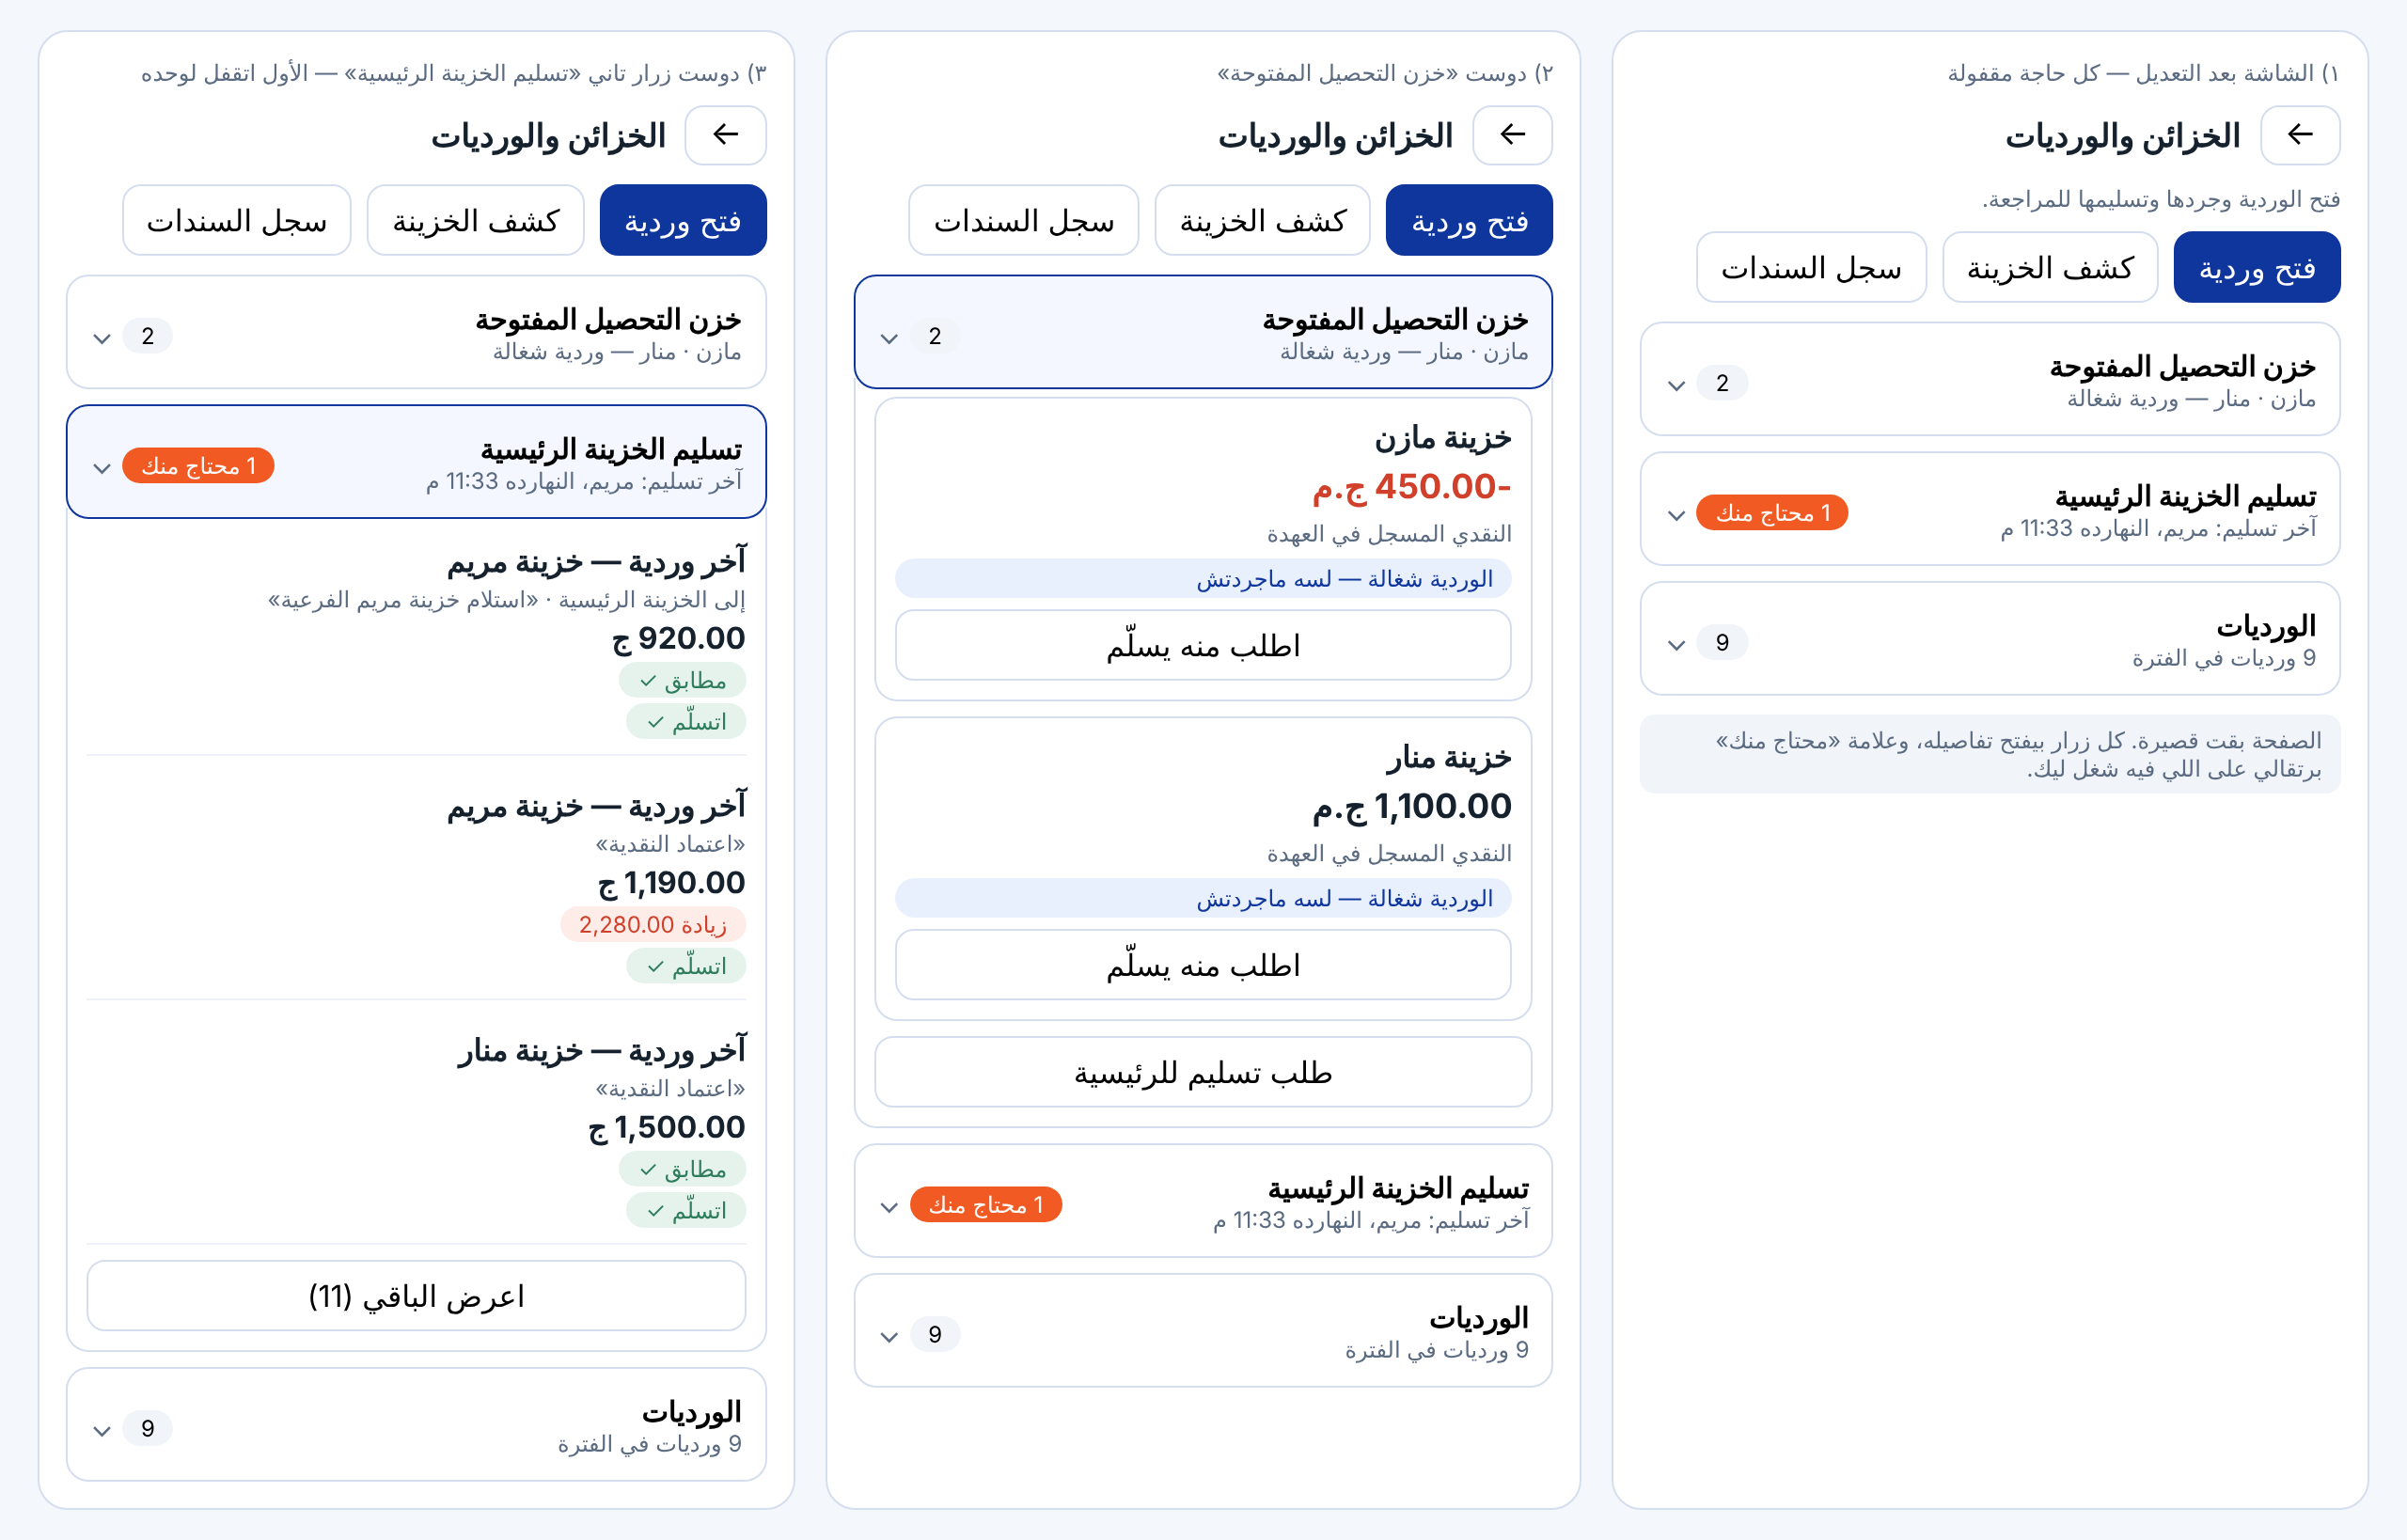 ١) الشاشة بعد التعديل — كل حاجة مقفولة
الخزائن والورديات
فتح الوردية وجردها وتسليمها للمراجعة.
فتح وردية
كشف الخزينة
سجل السندات
خزن التحصيل المفتوحة
مازن · منار — وردية شغالة
2
تسليم الخزينة الرئيسية
آخر تسليم: مريم، النهارده 11:33 م
1 محتاج منك
الورديات
9 ورديات في الفترة
9
الصفحة بقت قصيرة. كل زرار بيفتح تفاصيله، وعلامة «محتاج منك»
برتقالي على اللي فيه شغل ليك.
٢) دوست «خزن التحصيل المفتوحة»
الخزائن والورديات
فتح وردية
كشف الخزينة
سجل السندات
خزن التحصيل المفتوحة
مازن · منار — وردية شغالة
2
خزينة مازن
-450.00 ج.م
النقدي المسجل في العهدة
الوردية شغالة — لسه ماجردتش
اطلب منه يسلّم
خزينة منار
1,100.00 ج.م
النقدي المسجل في العهدة
الوردية شغالة — لسه ماجردتش
اطلب منه يسلّم
طلب تسليم للرئيسية
تسليم الخزينة الرئيسية
آخر تسليم: مريم، النهارده 11:33 م
1 محتاج منك
الورديات
9 ورديات في الفترة
9
٣) دوست زرار تاني «تسليم الخزينة الرئيسية» — الأول اتقفل لوحده
الخزائن والورديات
فتح وردية
كشف الخزينة
سجل السندات
خزن التحصيل المفتوحة
مازن · منار — وردية شغالة
2
تسليم الخزينة الرئيسية
آخر تسليم: مريم، النهارده 11:33 م
1 محتاج منك
آخر وردية — خزينة مريم
إلى الخزينة الرئيسية · «استلام خزينة مريم الفرعية»
920.00 ج
مطابق ✓
اتسلّم ✓
آخر وردية — خزينة مريم
«اعتماد النقدية»
1,190.00 ج
زيادة 2,280.00
اتسلّم ✓
آخر وردية — خزينة منار
«اعتماد النقدية»
1,500.00 ج
مطابق ✓
اتسلّم ✓
اعرض الباقي (11)
الورديات
9 ورديات في الفترة
9